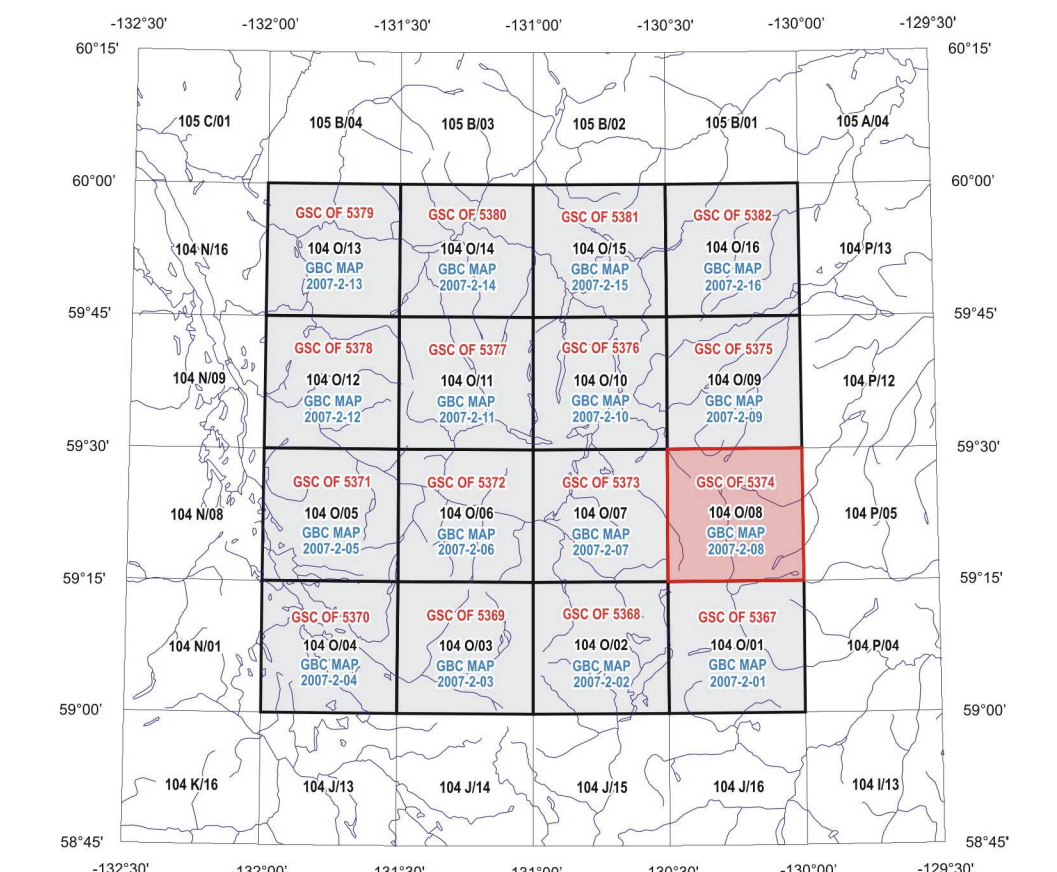 -132°30' -132°00' -131°30' -131°00' -130°30' -130°00' -129°30'
60°15' 60°15'
105 C/01 105 B/04 105 B/03 105 B/02 105 B/01 105 A/04
60°00' 60°00'
GSC OF 5379 GSC OF 5380 GSC OF 5381 GSC OF 5382
104 N/16 104 O/13 104 O/14 104 O/15 104 O/16 104 P/13
GBC MAP GBC MAP GBC MAP GBC MAP
2007-2-13 2007-2-14 2007-2-15 2007-2-16
59°45' 59°45'
GSC OF 5378 GSC OF 5377 GSC OF 5376 GSC OF 5375
104 N/09 104 O/12 104 O/11 104 O/10 104 O/09 104 P/12
GBC MAP GBC MAP GBC MAP GBC MAP
2007-2-12 2007-2-11 2007-2-10 2007-2-09
59°30' 59°30'
GSC OF 5371 GSC OF 5372 GSC OF 5373 GSC OF 5374
104 N/08 104 O/05 104 O/06 104 O/07 104 O/08 104 P/05
GBC MAP GBC MAP GBC MAP GBC MAP
2007-2-05 2007-2-06 2007-2-07 2007-2-08
59°15' 59°15'
GSC OF 5370 GSC OF 5369 GSC OF 5368 GSC OF 5367
104 N/01 104 O/04 104 O/03 104 O/02 104 O/01 104 P/04
GBC MAP GBC MAP GBC MAP GBC MAP
2007-2-04 2007-2-03 2007-2-02 2007-2-01
59°00' 59°00'
104 K/16 104 J/13 104 J/14 104 J/15 104 J/16 104 I/13
58°45' 58°45'
-132°30' -132°00' -131°30' -131°00' -130°30' -130°00' -129°30'